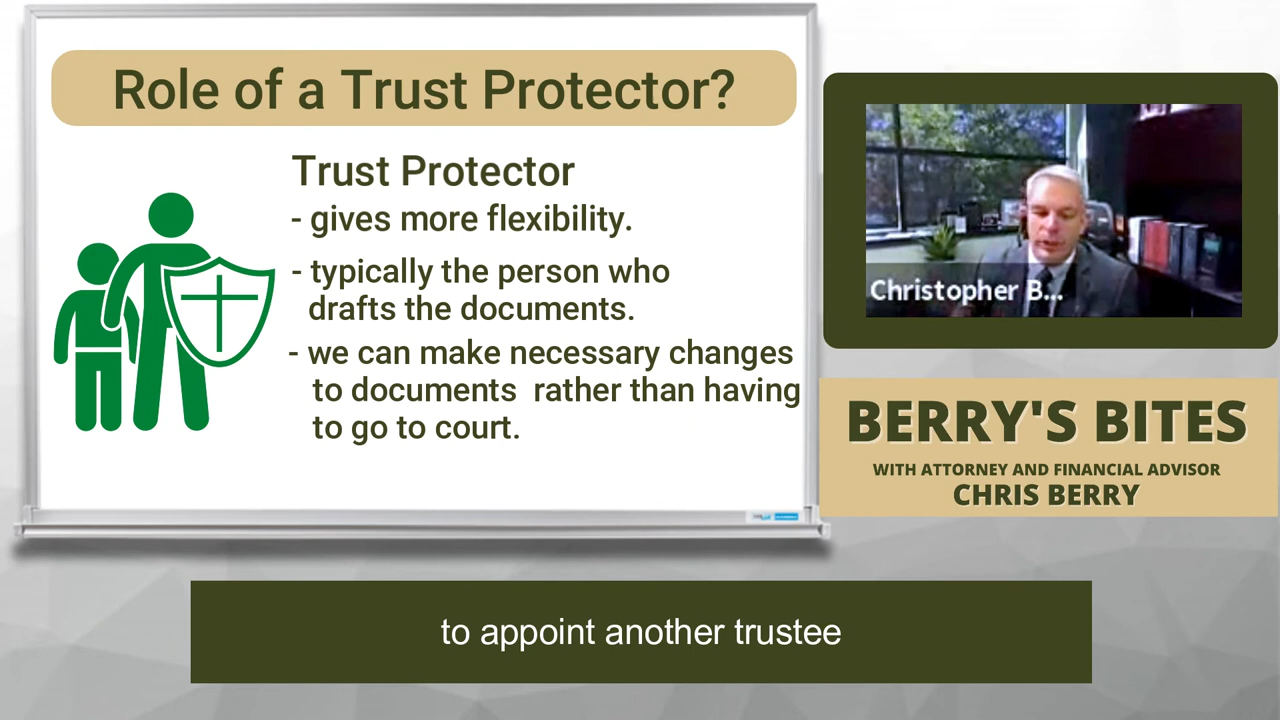 Role of a Trust Protector?
Trust Protector
- gives more flexibility.
- typically the person who
drafts the documents.
- we can make necessary changes
to documents rather than having
to go to court.
Christopher B...
BERRY'S BITES
WITH ATTORNEY AND FINANCIAL ADVISOR
CHRIS BERRY
to appoint another trustee